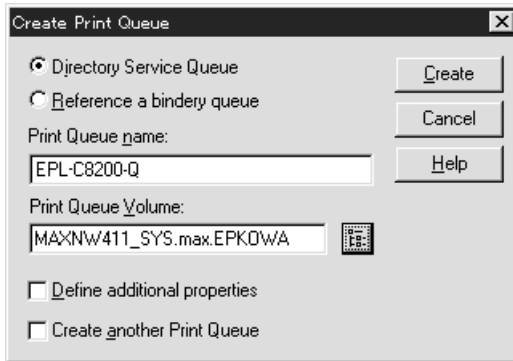 Create Print Queue
Directory Service Queue
Reference a bindery queue
Print Queue name:
EPL-C8200-Q
Print Queue Volume:
MAXNW411_SYS.max.EPKOWA
Define additional properties
Create another Print Queue
Create
Cancel
Help